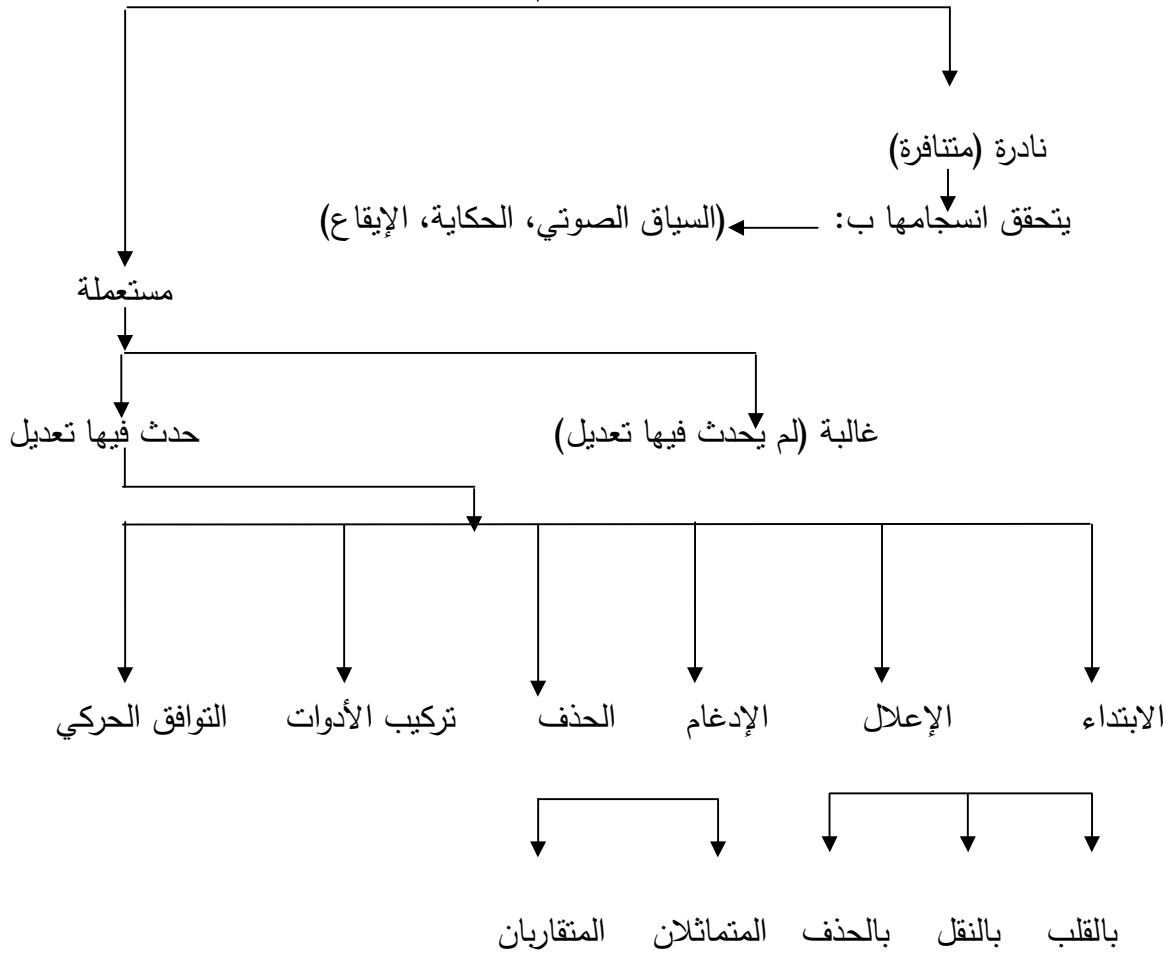 نادرة (متنافرة)
يتحقق انسجامها ب: (السياق الصوتي، الحكاية، الإيقاع)
مستعملة
غالبة (لم يحدث فيها تعديل) حدث فيها تعديل
الابتداء الإعلال الإدغام الحذف تركيب الأدوات التوافق الحركي
بالقلب بالنقل بالحذف المتماثلان المتقاربان